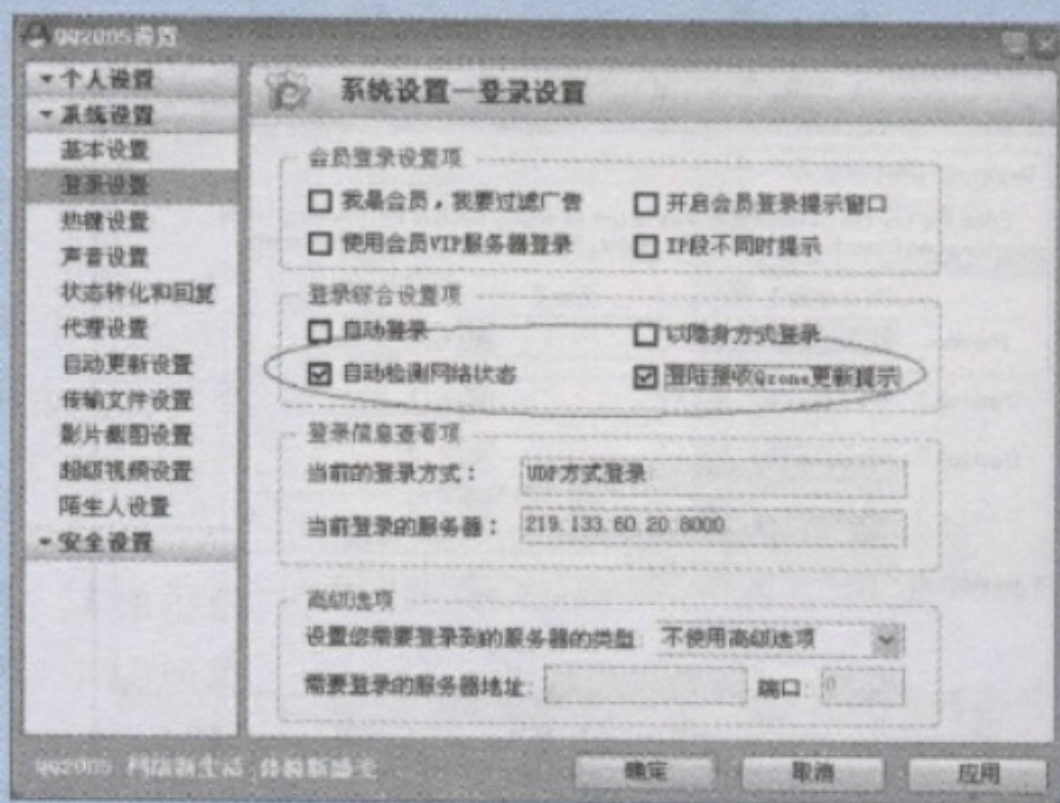 QQ2005设置
▼个人设置
▼系统设置
基本设置
登录设置
热键设置
声音设置
状态转化和回复
代理设置
自动更新设置
传输文件设置
影片截图设置
超级视频设置
陌生人设置
▼安全设置
系统设置—登录设置
会员登录设置项
我是会员，我要过滤广告 开启会员登录提示窗口
使用会员VIP服务器登录 IP段不同时提示
登录综合设置项
自动登录 以隐身方式登录
自动检测网络状态 登陆接收Qzone更新提示
登录信息查看项
当前的登录方式： UDP方式登录
当前登录的服务器： 219.133.60.20 8000
高级选项
设置您需要登录到的服务器的类型: 不使用高级选项
需要登录的服务器地址: 端口: 0
QQ2005 网络新生活
确定 取消 应用